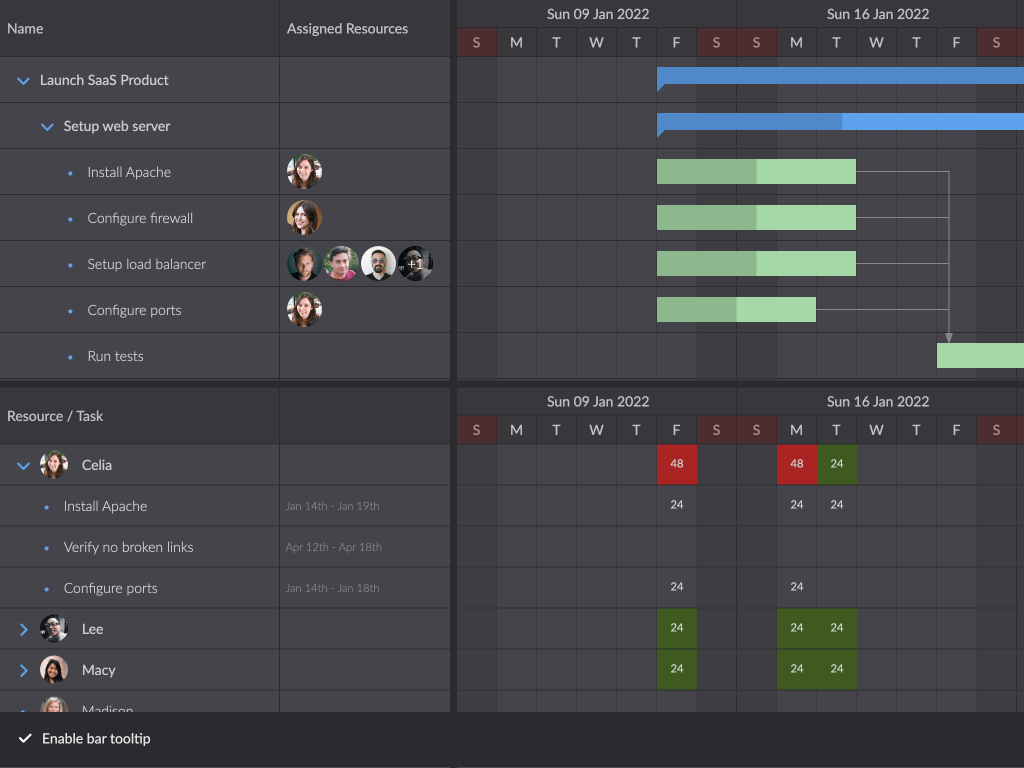 Name Assigned Resources Sun 09 Jan 2022 Sun 16 Jan 2022
S M T W T F S S M T W T F S
Launch SaaS Product
Setup web server
Install Apache
Configure firewall
Setup load balancer +1
Configure ports
Run tests
Resource / Task Sun 09 Jan 2022 Sun 16 Jan 2022
S M T W T F S S M T W T F S
Celia 48 48 24
Install Apache Jan 14th - Jan 19th 24 24 24
Verify no broken links Apr 12th - Apr 18th
Configure ports Jan 14th - Jan 18th 24 24
Lee 24 24 24
Macy 24 24 24
Madison
Enable bar tooltip